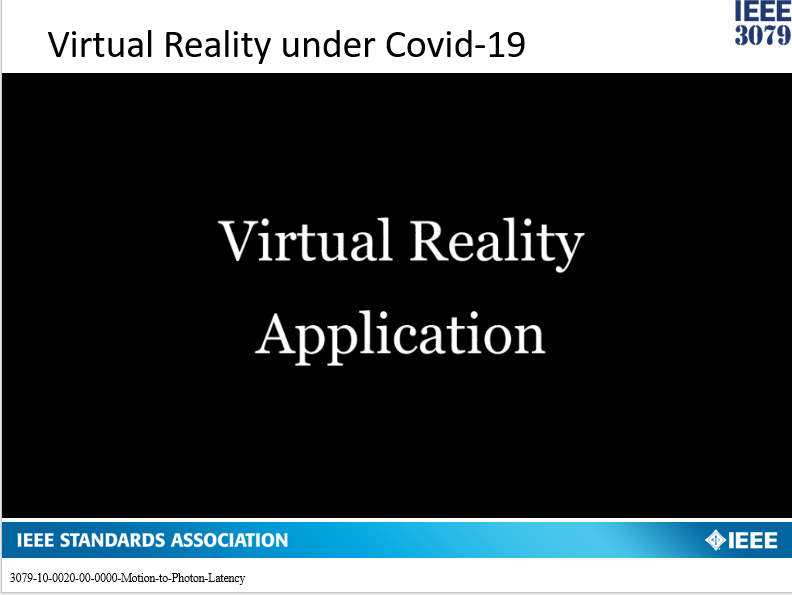 Virtual Reality under Covid-19
IEEE
3079
Virtual Reality
Application
IEEE STANDARDS ASSOCIATION
IEEE
3079-10-0020-00-0000-Motion-to-Photon-Latency